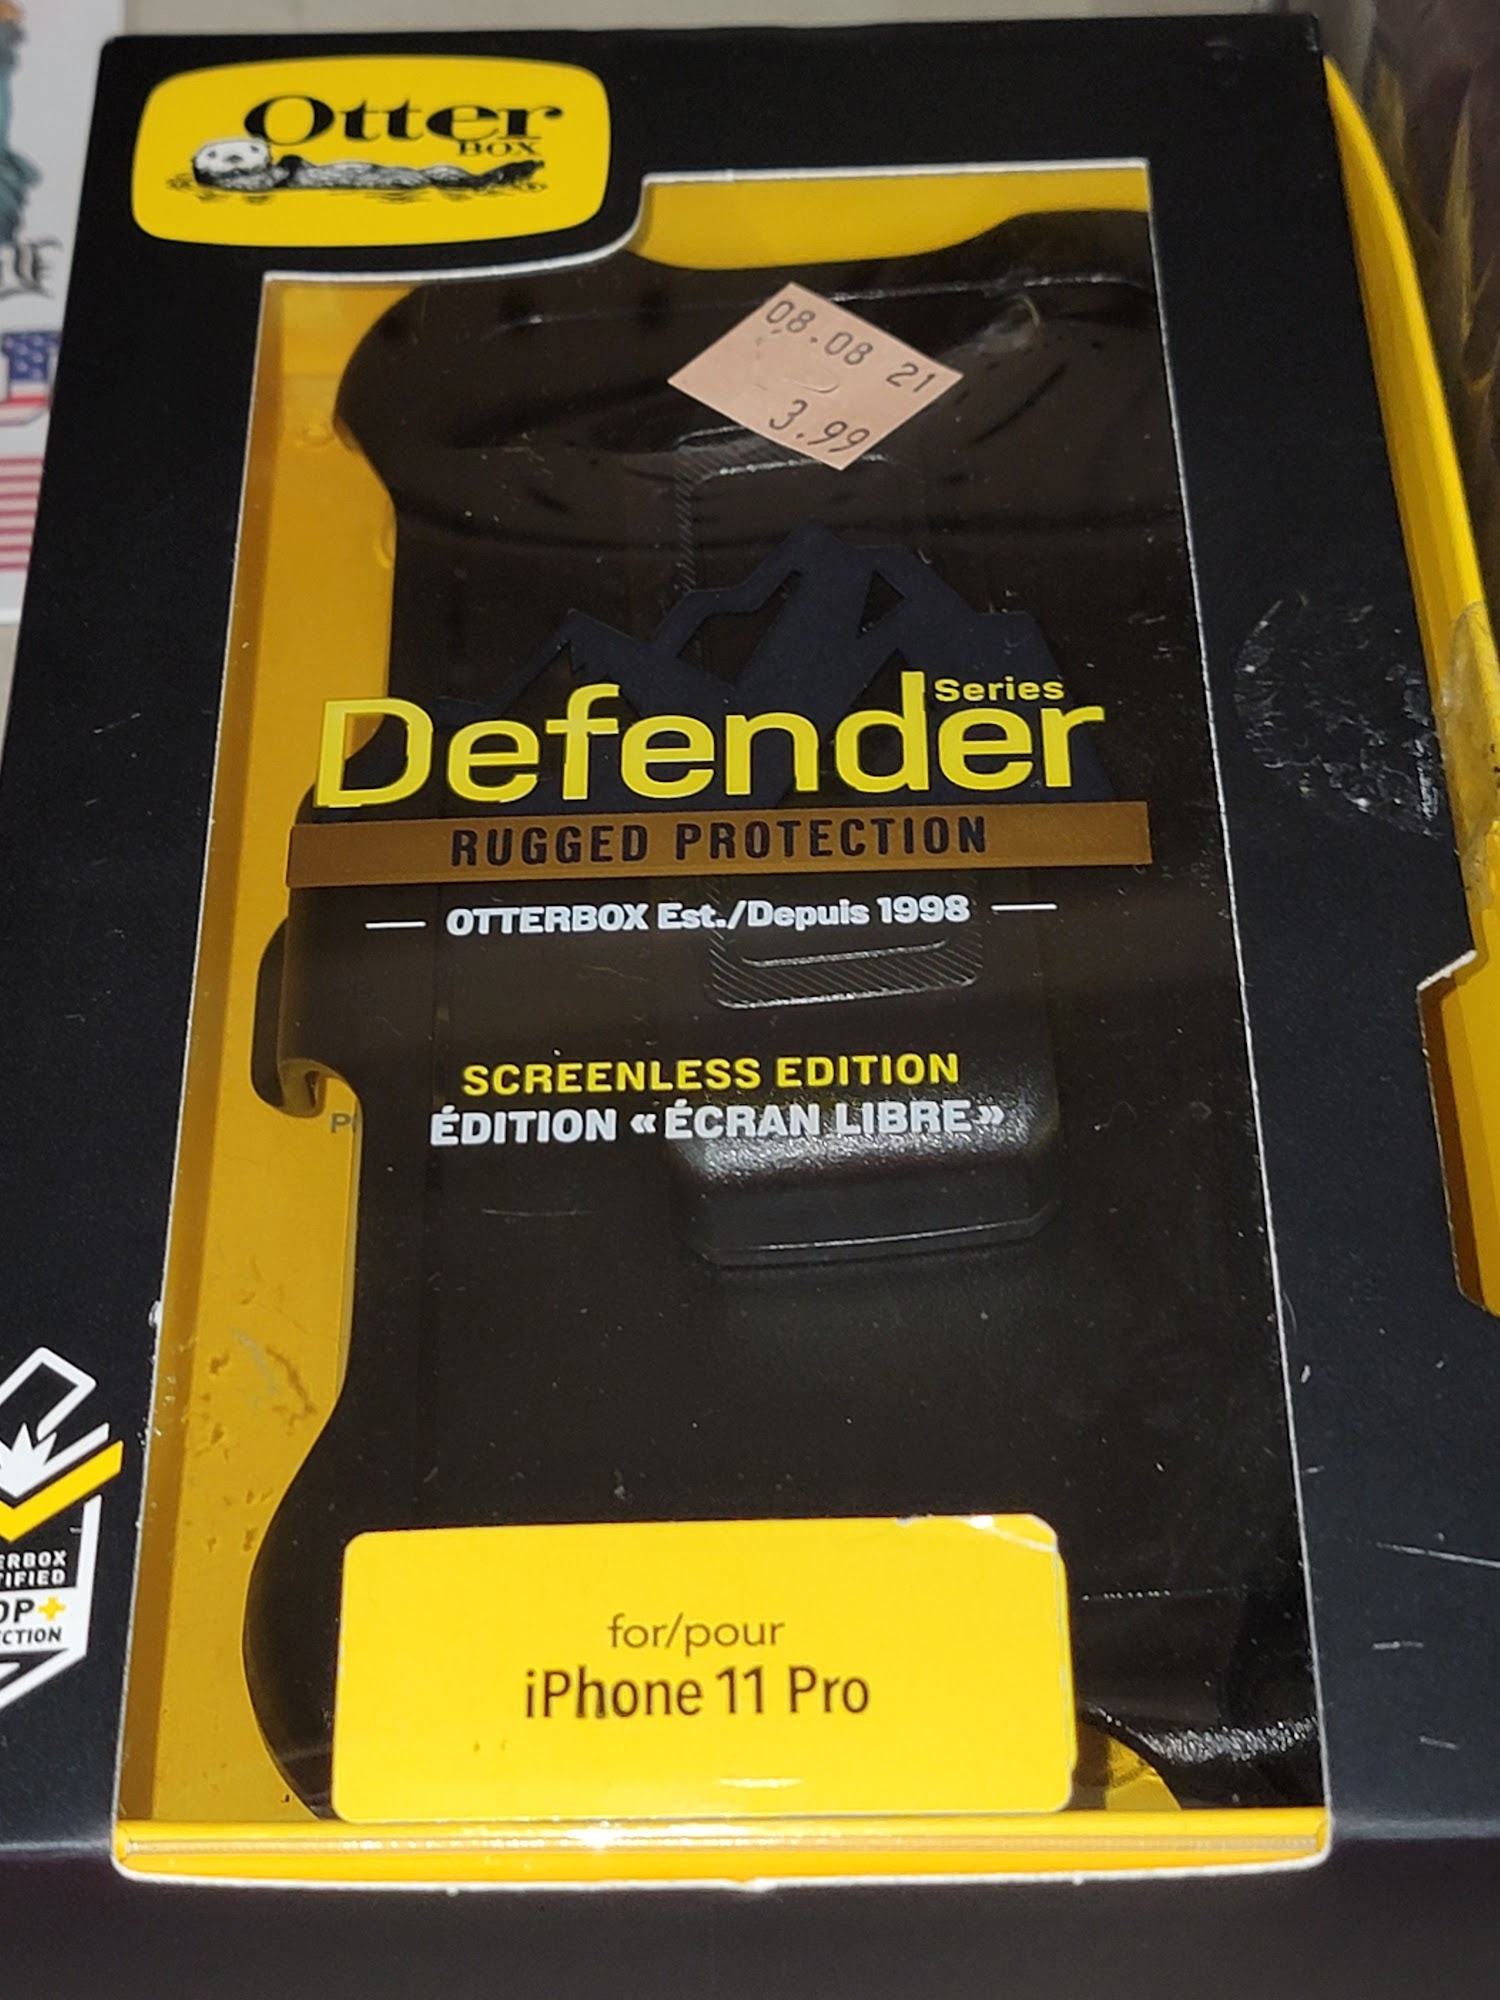 Otter
BOX
08.08 21
3.99
Defender
Series
RUGGED PROTECTION
OTTERBOX Est./Depuis 1998
SCREENLESS EDITION
ÉDITION « ÉCRAN LIBRE »
for/pour
iPhone 11 Pro